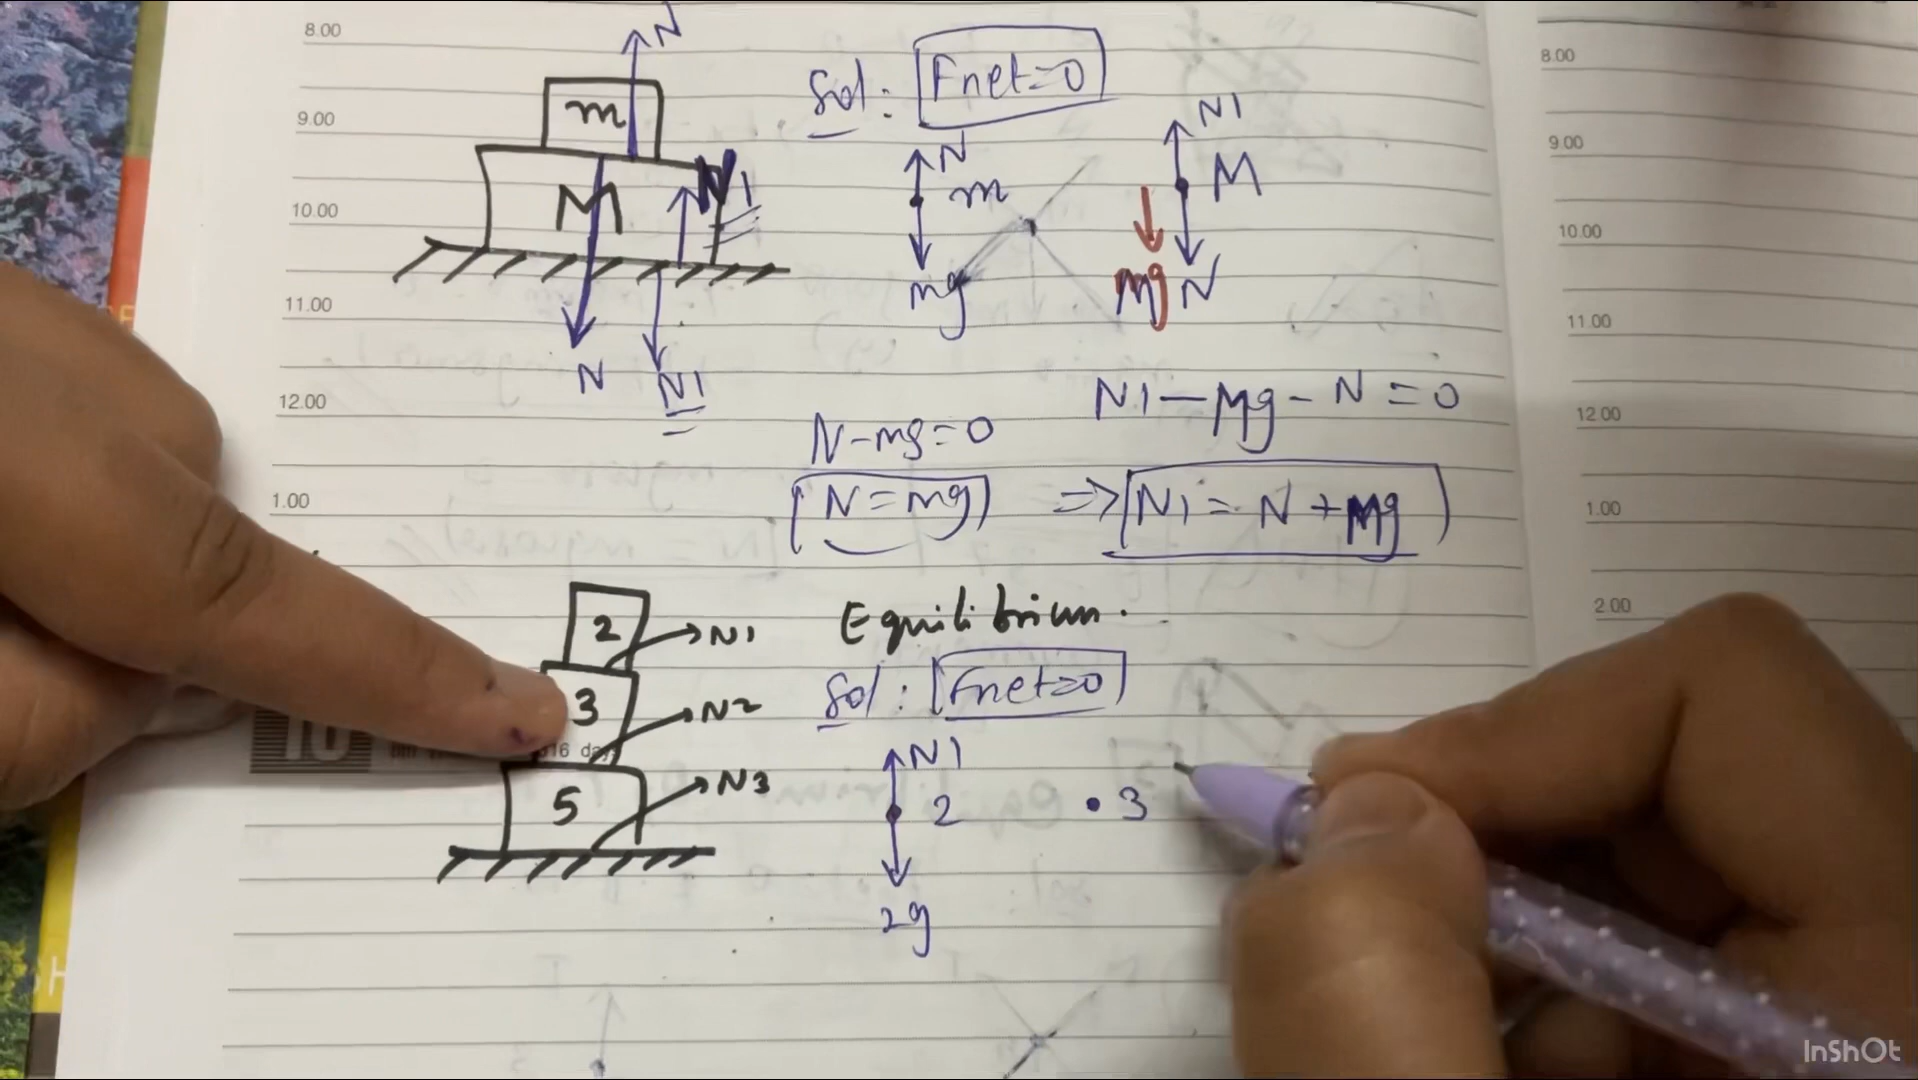 8.00
N
Sol: Fnet=0
8.00
9.00
m
N
m
mg
N1
M
Mg N
9.00
10.00
M
N1
10.00
11.00
N
N1
11.00
12.00
N-mg=0
N1-Mg-N=0
12.00
1.00
N=mg
=> N1=N+Mg
1.00
2
→N1
Equilibrium.
2.00
3
→N2
Sol: Fnet=0
10
16 day
5
→N3
N1
2
• 3
2g
InShOt